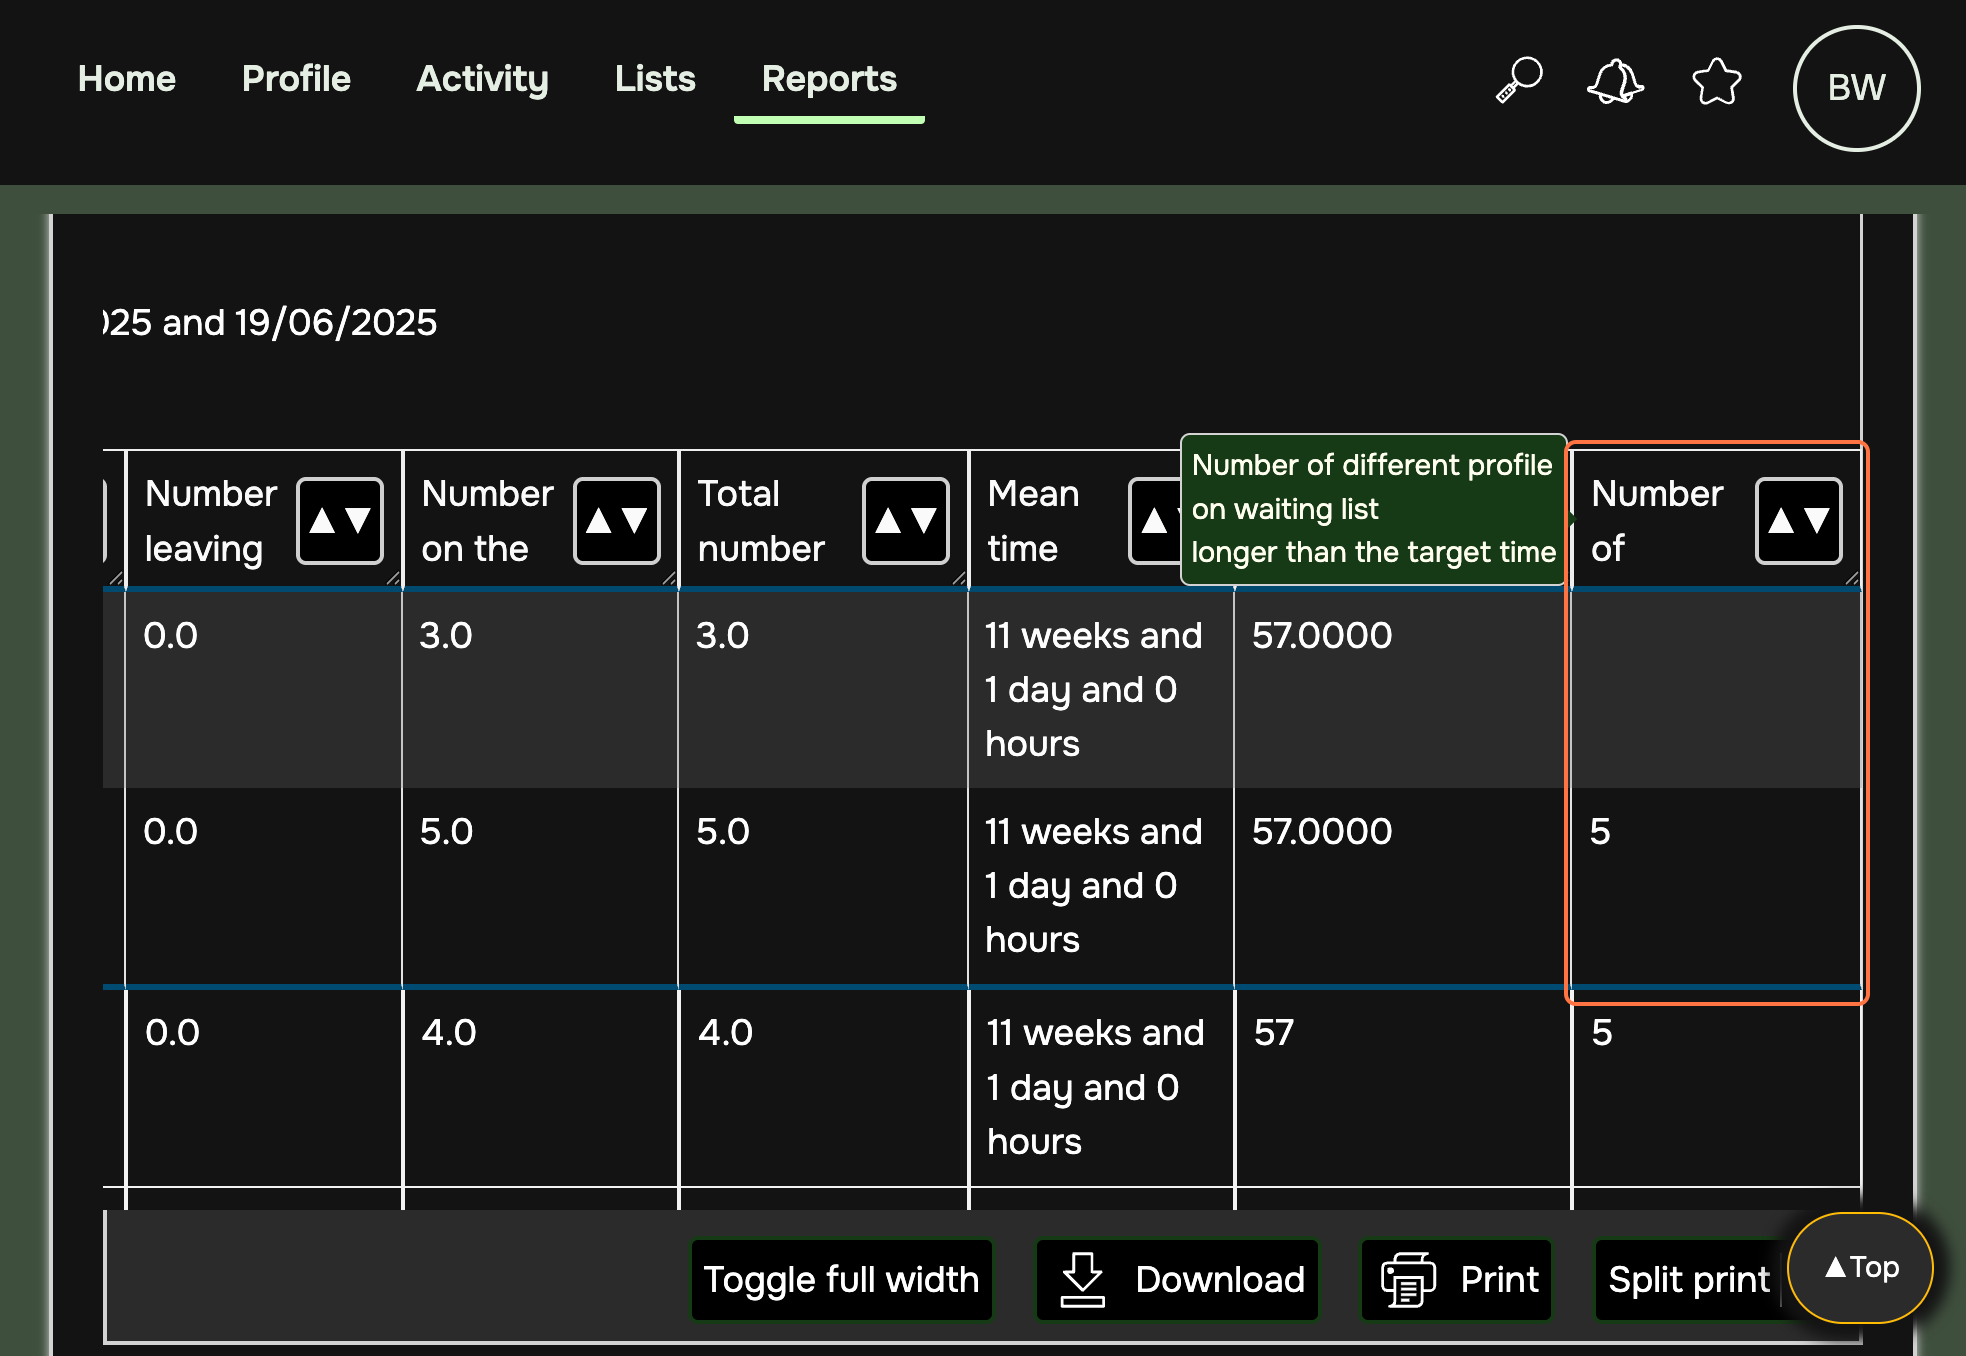 Home Profile Activity Lists Reports BW
025 and 19/06/2025
Number leaving
Number on the
Total number
Mean time
Number of different profile
on waiting list
longer than the target time
Number of
0.0 3.0 3.0 11 weeks and 1 day and 0 hours 57.0000
0.0 5.0 5.0 11 weeks and 1 day and 0 hours 57.0000 5
0.0 4.0 4.0 11 weeks and 1 day and 0 hours 57 5
Toggle full width Download Print Split print ▲Top